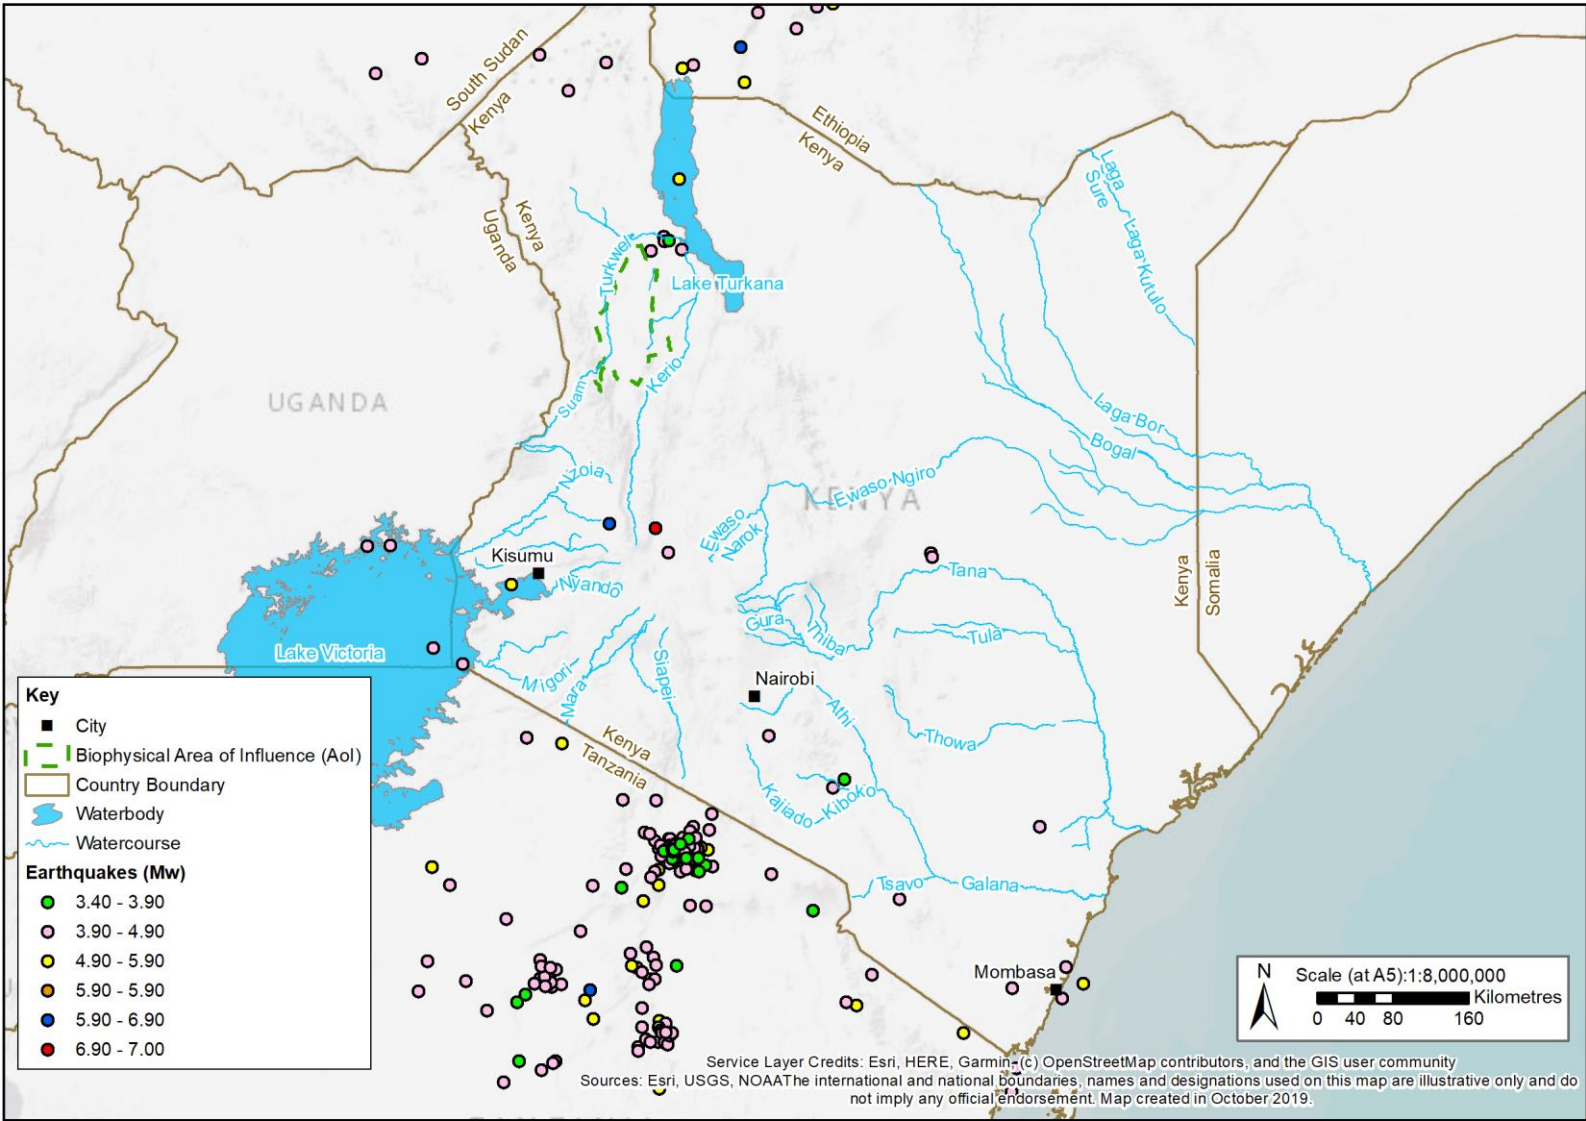 South Sudan
Kenya
Ethiopia
Kenya
Laga
Sure
Laga Kutulo
Kenya
Uganda
Turkwel
Lake Turkana
UGANDA
Suam
Kerio
Laga Bor
Bogal
Nzoia
Ewaso Ngiro
KENYA
Ewaso
Narok
Kisumu
Nyando
Tana
Kenya
Somalia
Gura
Thiba
Tula
Lake Victoria
Migori
Mara
Siapei
Nairobi
Athi
Thowa
Kenya
Tanzania
Kajiado
Kiboko
Tsavo
Galana
Mombasa
Key
City
Biophysical Area of Influence (AoI)
Country Boundary
Waterbody
Watercourse
Earthquakes (Mw)
3.40 - 3.90
3.90 - 4.90
4.90 - 5.90
5.90 - 5.90
5.90 - 6.90
6.90 - 7.00
N
Scale (at A5):1:8,000,000
Kilometres
0 40 80 160
Service Layer Credits: Esri, HERE, Garmin, (c) OpenStreetMap contributors, and the GIS user community
Sources: Esri, USGS, NOAAThe international and national boundaries, names and designations used on this map are illustrative only and do
not imply any official endorsement. Map created in October 2019.